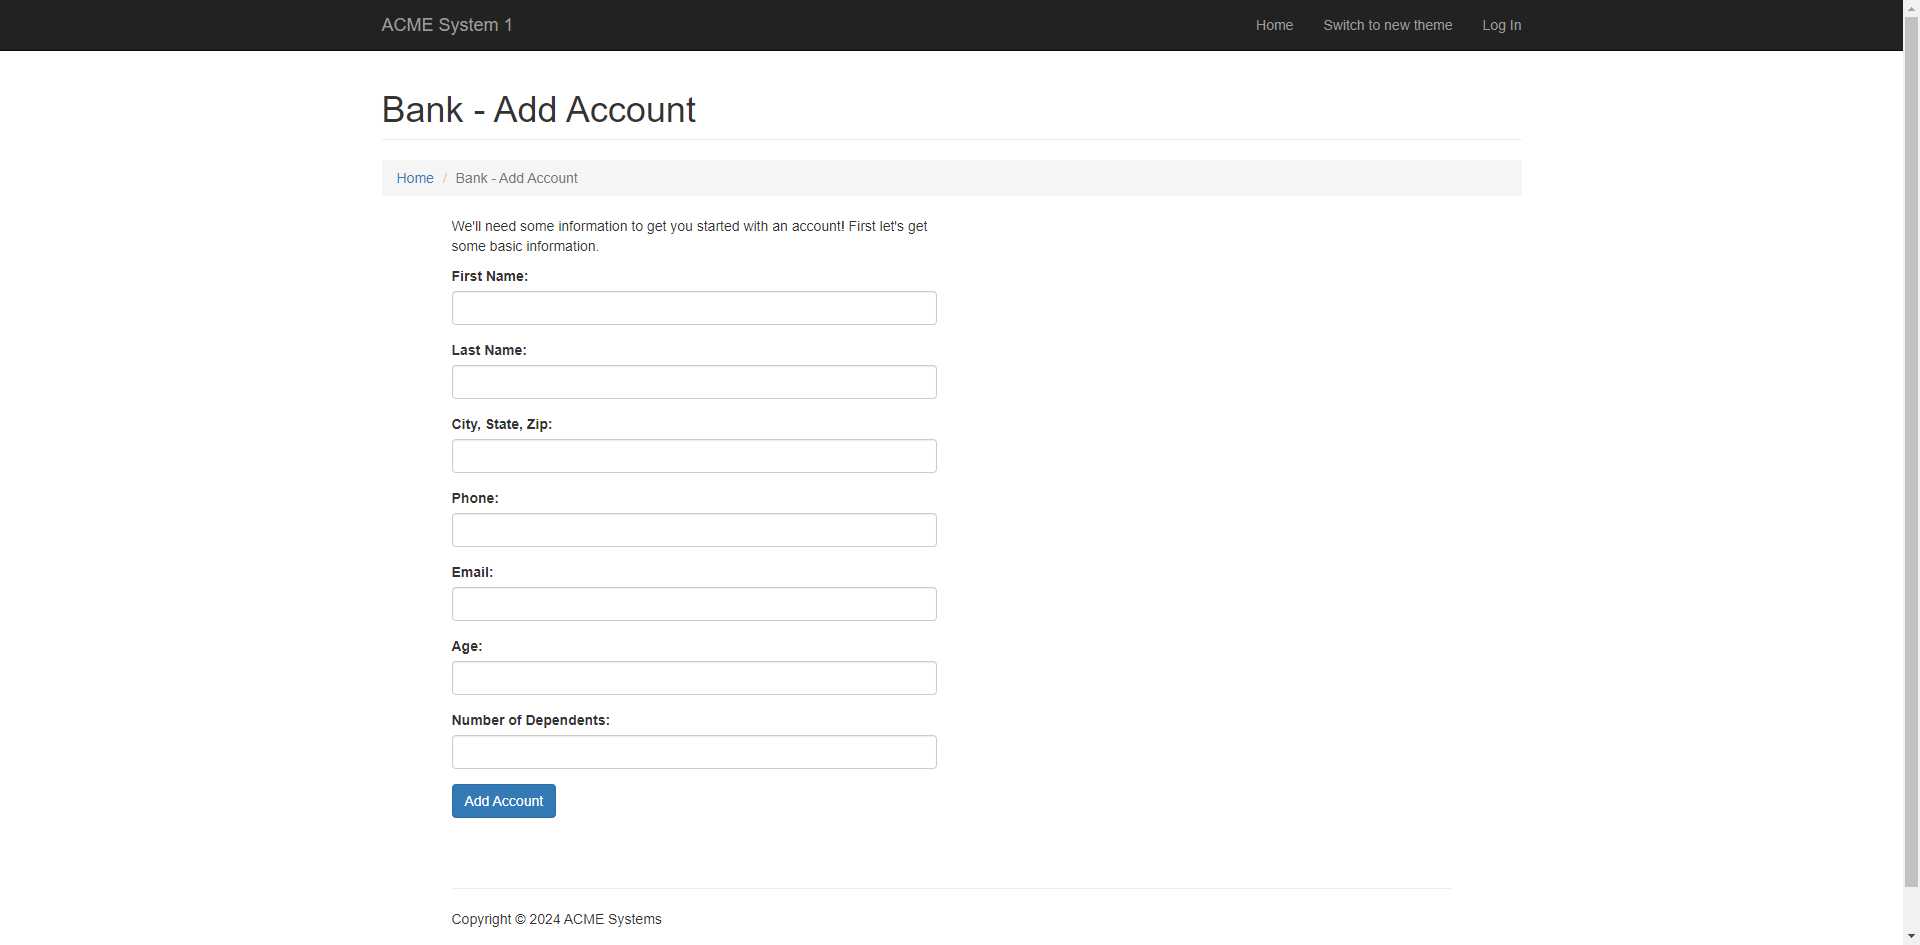 ACME System 1
Home
Switch to new theme
Log In
Bank - Add Account
Home / Bank - Add Account
We'll need some information to get you started with an account! First let's get
some basic information.
First Name:
Last Name:
City, State, Zip:
Phone:
Email:
Age:
Number of Dependents:
Add Account
Copyright © 2024 ACME Systems